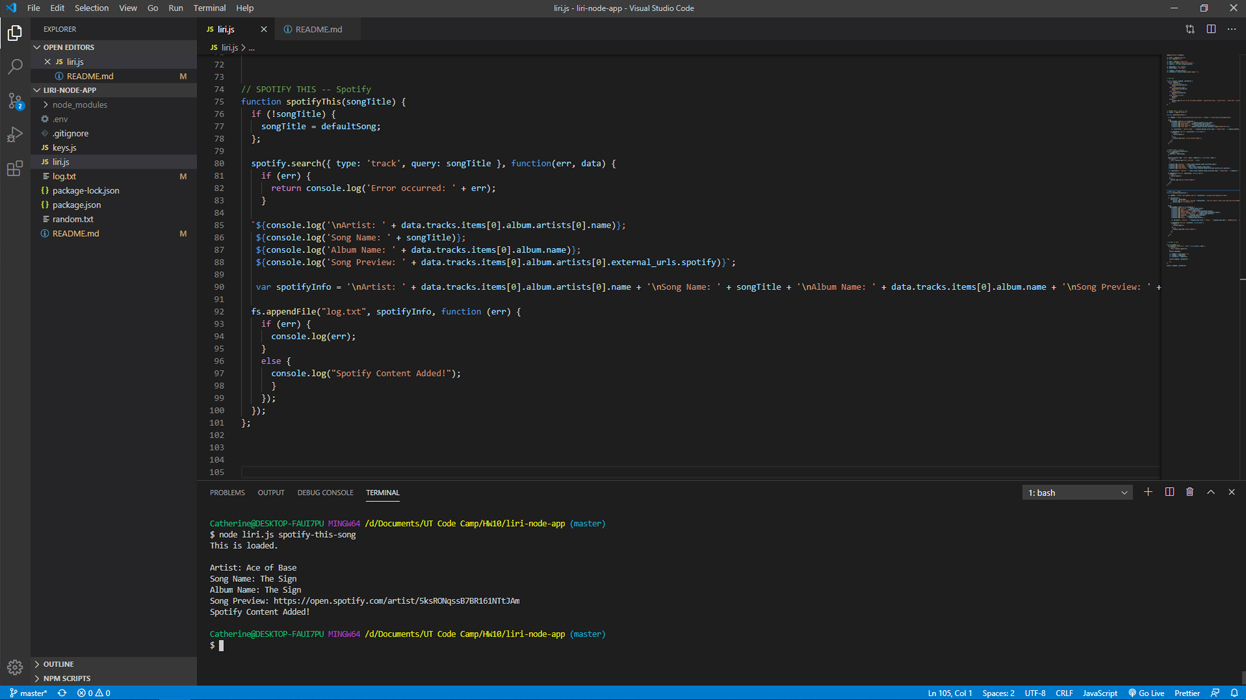 File Edit Selection View Go Run Terminal Help
liri.js - liri-node-app - Visual Studio Code
EXPLORER
OPEN EDITORS
JS liri.js
README.md M
LIRI-NODE-APP
node_modules
.env
.gitignore
JS keys.js
JS liri.js
log.txt M
{} package-lock.json
{} package.json
random.txt
README.md M
OUTLINE
NPM SCRIPTS
2
JS liri.js
README.md
JS liri.js > ...
72
73
74 // SPOTIFY THIS -- Spotify
75 function spotifyThis(songTitle) {
76 if (!songTitle) {
77 songTitle = defaultSong;
78 };
79
80 spotify.search({ type: 'track', query: songTitle }, function(err, data) {
81 if (err) {
82 return console.log('Error occurred: ' + err);
83 }
84
85 `${console.log('\nArtist: ' + data.tracks.items[0].album.artists[0].name)};
86 ${console.log('Song Name: ' + songTitle)};
87 ${console.log('Album Name: ' + data.tracks.items[0].album.name)};
88 ${console.log('Song Preview: ' + data.tracks.items[0].album.artists[0].external_urls.spotify)}`;
89
90 var spotifyInfo = '\nArtist: ' + data.tracks.items[0].album.artists[0].name + '\nSong Name: ' + songTitle + '\nAlbum Name: ' + data.tracks.items[0].album.name + '\nSong Preview: ' +
91
92 fs.appendFile("log.txt", spotifyInfo, function (err) {
93 if (err) {
94 console.log(err);
95 }
96 else {
97 console.log("Spotify Content Added!");
98 }
99 });
100 });
101 };
102
103
104
105
PROBLEMS OUTPUT DEBUG CONSOLE TERMINAL
1: bash
Catherine@DESKTOP-FAUI7PU MINGW64 /d/Documents/UT Code Camp/HW10/liri-node-app (master)
$ node liri.js spotify-this-song
This is loaded.
Artist: Ace of Base
Song Name: The Sign
Album Name: The Sign
Song Preview: https://open.spotify.com/artist/5ksRONqssB7BR161NTtJAm
Spotify Content Added!
Catherine@DESKTOP-FAUI7PU MINGW64 /d/Documents/UT Code Camp/HW10/liri-node-app (master)
$
master* 0 0
Ln 105, Col 1 Spaces: 2 UTF-8 CRLF JavaScript Go Live Prettier